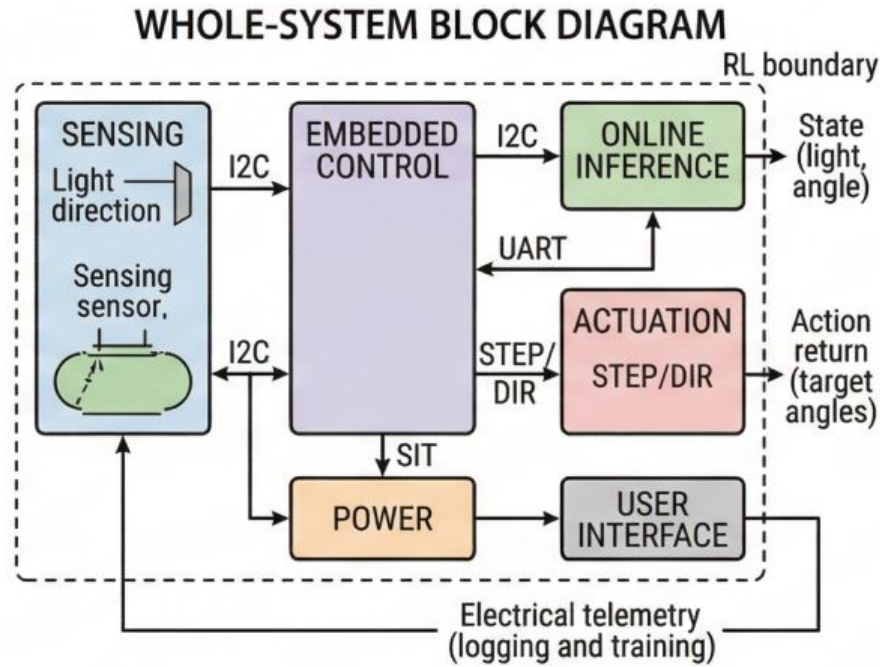 WHOLE-SYSTEM BLOCK DIAGRAM
RL boundary
SENSING
Light
direction
Sensing
sensor.
I2C
I2C
EMBEDDED
CONTROL
I2C
UART
STEP/
DIR
SIT
ONLINE
INFERENCE
State
(light,
angle)
ACTUATION
STEP/DIR
Action
return
(target
angles)
POWER
USER
INTERFACE
Electrical telemetry
(logging and training)